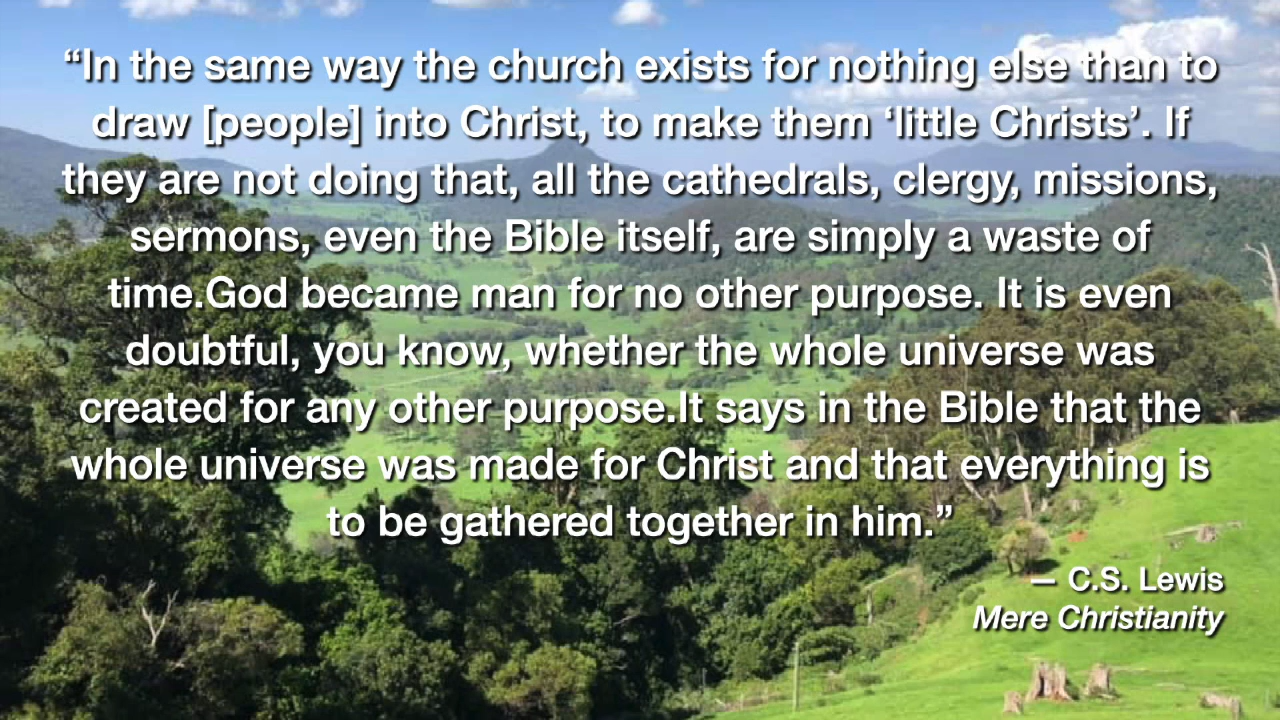 “In the same way the church exists for nothing else than to
draw [people] into Christ, to make them ‘little Christs’. If
they are not doing that, all the cathedrals, clergy, missions,
sermons, even the Bible itself, are simply a waste of
time.God became man for no other purpose. It is even
doubtful, you know, whether the whole universe was
created for any other purpose.It says in the Bible that the
whole universe was made for Christ and that everything is
to be gathered together in him.”
— C.S. Lewis
Mere Christianity